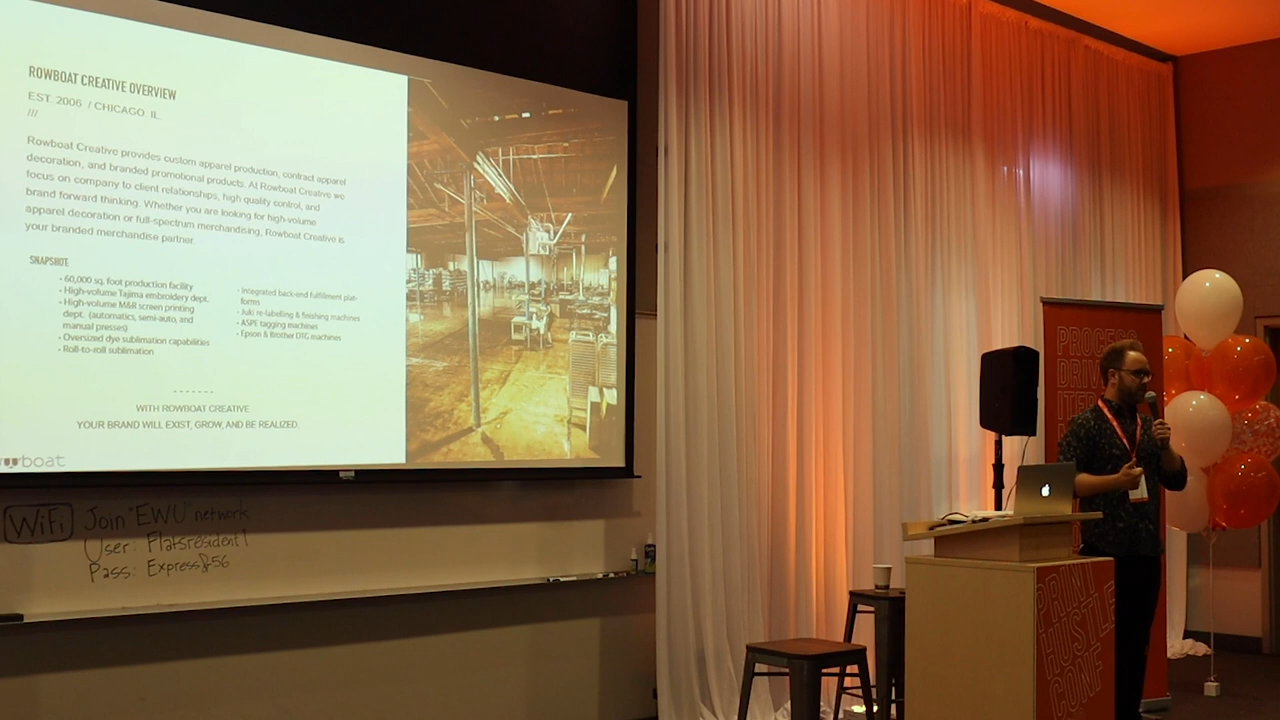 ROWBOAT CREATIVE OVERVIEW
EST. 2006 / CHICAGO. IL.
///
Rowboat Creative provides custom apparel production, contract apparel
decoration, and branded promotional products. At Rowboat Creative we
focus on company to client relationships, high quality control, and
brand forward thinking. Whether you are looking for high-volume
apparel decoration or full-spectrum merchandising, Rowboat Creative is
your branded merchandise partner.
SNAPSHOT:
- 60,000 sq. foot production facility
- High-volume Tajima embroidery dept.
- High-volume M&R screen printing
dept. (automatics, semi-auto, and
manual presses)
- Oversized dye sublimation capabilities
- Roll-to-roll sublimation
- Integrated back-end fulfillment plat-
forms
- Juki re-labelling & finishing machines
- ASPE tagging machines
- Epson & Brother DTG machines
- - - - - - -
WITH ROWBOAT CREATIVE
YOUR BRAND WILL EXIST, GROW, AND BE REALIZED.
wboat
WiFi Join "EWU" network
User: Flatsresident1
Pass: Express&56
PROCESS
DRIV
ITER
PRINT
HUSTLE
CONF